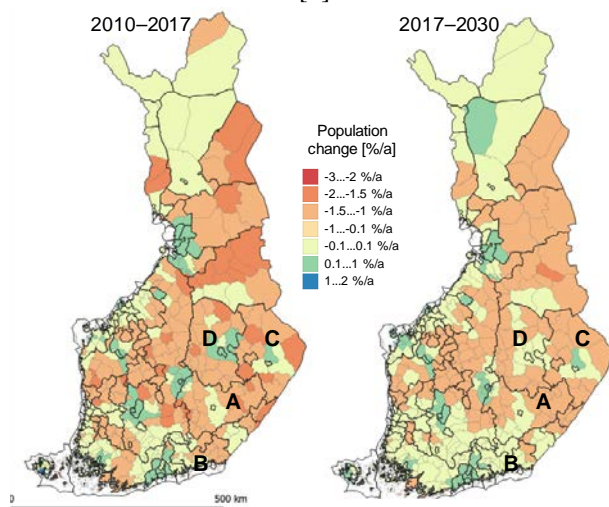 2010–2017
2017–2030
Population
change [%/a]
-3...-2 %/a
-2...-1.5 %/a
-1.5...-1 %/a
-1...-0.1 %/a
-0.1...0.1 %/a
0.1...1 %/a
1...2 %/a
D
C
A
B
D
C
A
B
0
500 km